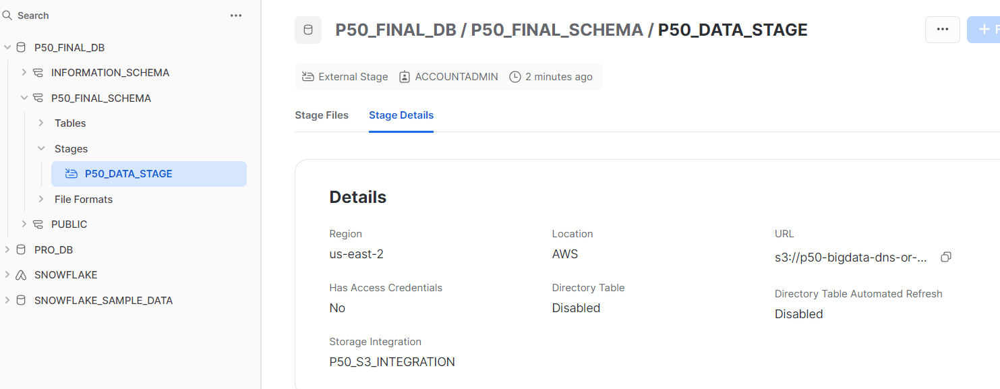 Search
P50_FINAL_DB
INFORMATION_SCHEMA
P50_FINAL_SCHEMA
Tables
Stages
P50_DATA_STAGE
File Formats
PUBLIC
PRO_DB
SNOWFLAKE
SNOWFLAKE_SAMPLE_DATA
P50_FINAL_DB / P50_FINAL_SCHEMA / P50_DATA_STAGE
+ F
External Stage ACCOUNTADMIN 2 minutes ago
Stage Files Stage Details
Details
Region Location URL
us-east-2 AWS s3://p50-bigdata-dns-or-...
Has Access Credentials Directory Table Directory Table Automated Refresh
No Disabled Disabled
Storage Integration
P50_S3_INTEGRATION